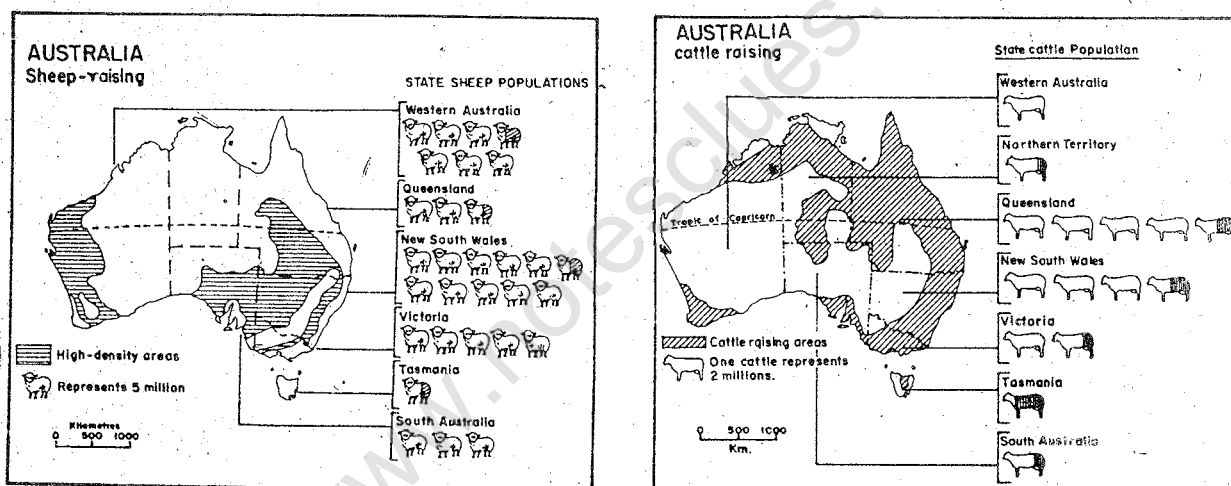 AUSTRALIA
Sheep-raising
STATE SHEEP POPULATIONS
Western Australia
Queensland
New South Wales
Victoria
Tasmania
South Australia
High-density areas
Represents 5 million
Kilometres
0 500 1000
AUSTRALIA
cattle raising
State cattle Population
Western Australia
Northern Territory
Queensland
New South Wales
Victoria
Tasmania
South Australia
Tropic of Capricorn
Cattle raising areas
One cattle represents
2 millions.
0 500 1000
Km.
www.notesclues.